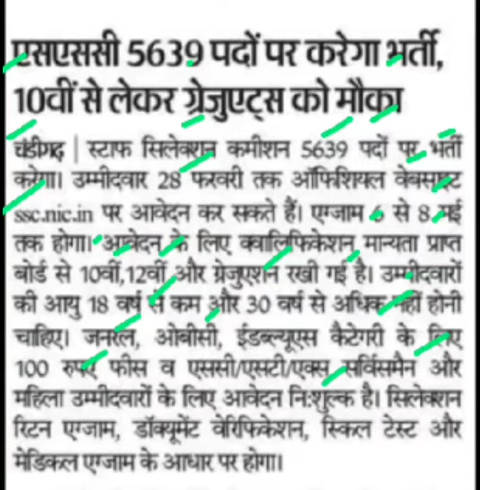 एसएससी 5639 पदों पर करेगा भर्ती,
10वीं से लेकर ग्रेजुएट्स को मौका
चंडीगढ़ | स्टाफ सिलेक्शन कमीशन 5639 पदों पर भर्ती
करेगा। उम्मीदवार 28 फरवरी तक ऑफिशियल वेबसाइट
ssc.nic.in पर आवेदन कर सकते हैं। एग्जाम 6 से 8 मई
तक होगा। आवेदन के लिए क्वालिफिकेशन मान्यता प्राप्त
बोर्ड से 10वीं,12वीं और ग्रेजुएशन रखी गई है। उम्मीदवारों
की आयु 18 वर्ष से कम और 30 वर्ष से अधिक नहीं होनी
चाहिए। जनरल, ओबीसी, ईडब्ल्यूएस कैटेगरी के लिए
100 रुपए फीस व एससी/एसटी/एक्स सर्विसमैन और
महिला उम्मीदवारों के लिए आवेदन नि:शुल्क है। सिलेक्शन
रिटन एग्जाम, डॉक्यूमेंट वेरिफिकेशन, स्किल टेस्ट और
मेडिकल एग्जाम के आधार पर होगा।